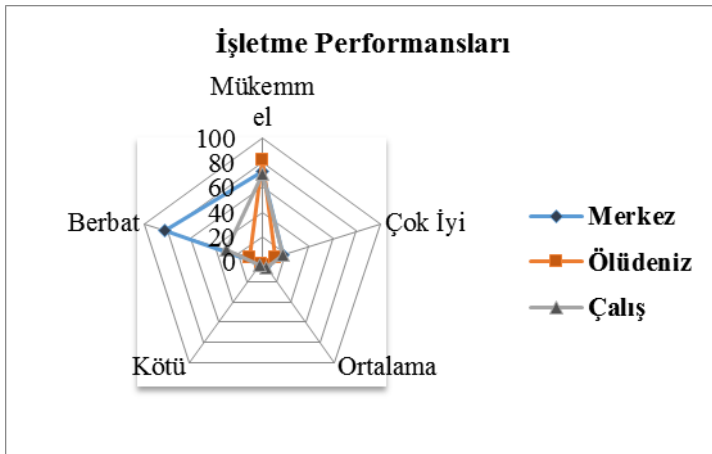 İşletme Performansları
Mükemm
el
100
80
60
40
20
0
Berbat
Çok İyi
Kötü
Ortalama
Merkez
Ölüdeniz
Çalış